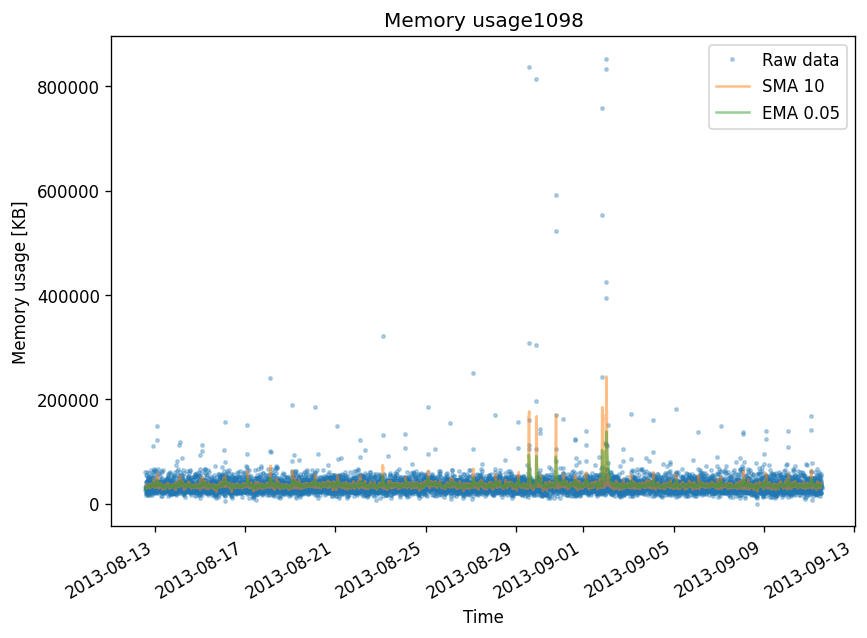 Memory usage1098
Raw data
SMA 10
EMA 0.05
800000
600000
400000
200000
0
Memory usage [KB]
2013-08-13
2013-08-17
2013-08-21
2013-08-25
2013-08-29
2013-09-01
2013-09-05
2013-09-09
2013-09-13
Time